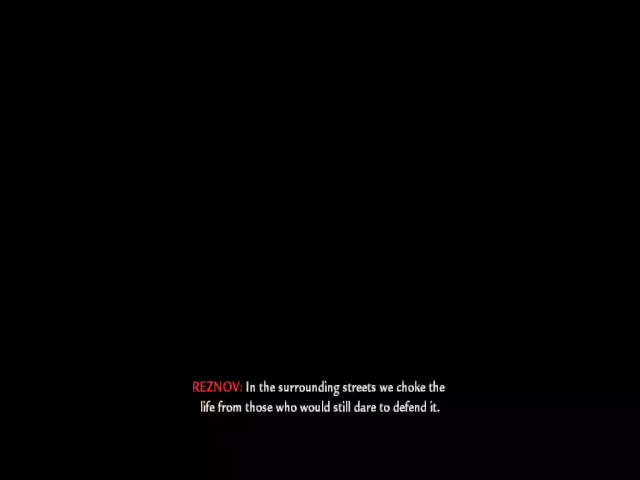 REZNOV: In the surrounding streets we choke the
life from those who would still dare to defend it.